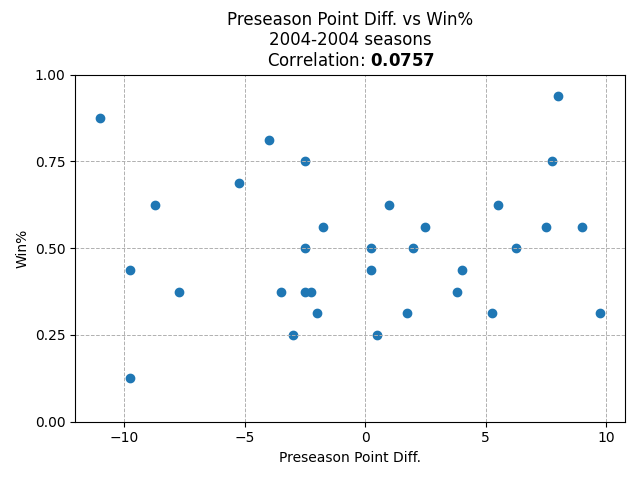 Preseason Point Diff. vs Win%
2004-2004 seasons
Correlation: 0.0757
1.00
0.75
0.50
0.25
0.00
Win%
−10
−5
0
5
10
Preseason Point Diff.